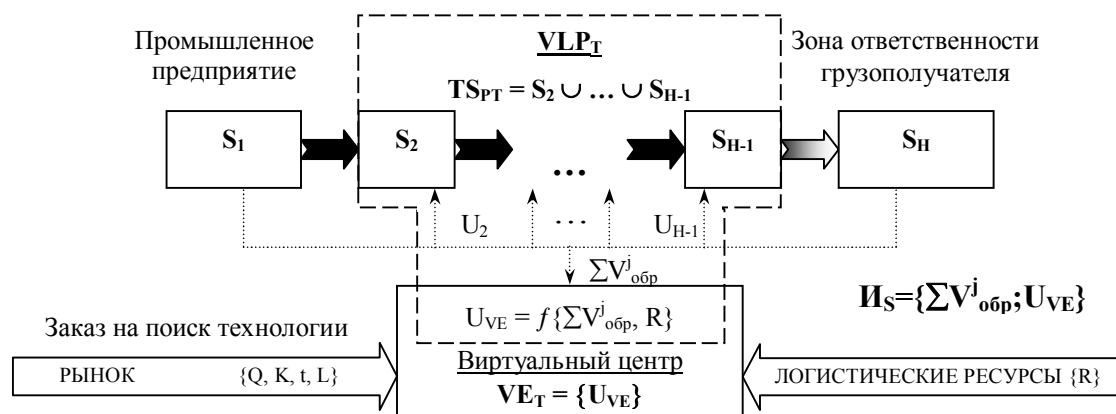 Промышленное
предприятие
VLP_T
Зона ответственности
грузополучателя
TS_PT = S_2 ∪ … ∪ S_H-1
S_1
S_2
…
S_H-1
S_H
U_2
…
U_H-1
∑V^j_обр
И_S={∑V^j_обр;U_VE}
U_VE = f{∑V^j_обр, R}
Заказ на поиск технологии
Виртуальный центр
РЫНОК {Q, K, t, L}
VE_T = {U_VE}
ЛОГИСТИЧЕСКИЕ РЕСУРСЫ {R}